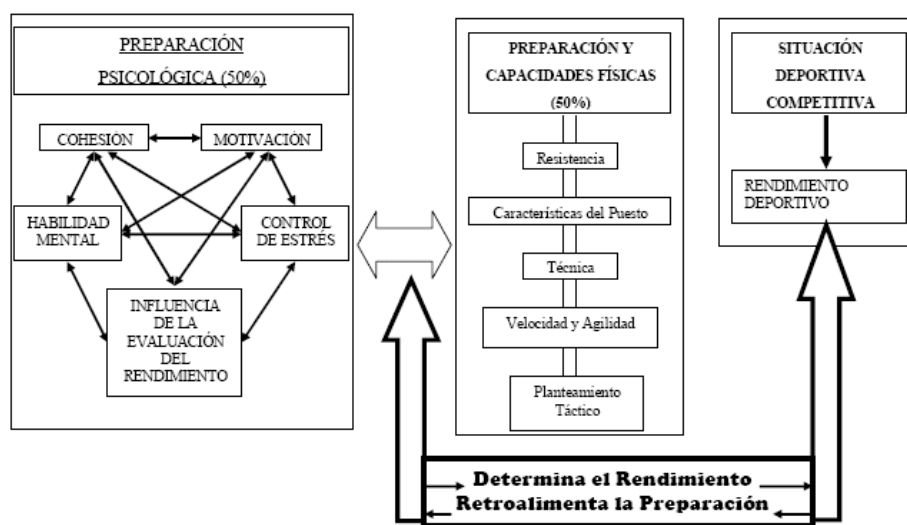 PREPARACIÓN
PSICOLÓGICA (50%)
COHESIÓN
MOTIVACIÓN
HABILIDAD
MENTAL
CONTROL
DE ESTRÉS
INFLUENCIA
DE LA
EVALUACIÓN
DEL
RENDIMIENTO
PREPARACIÓN Y
CAPACIDADES FÍSICAS
(50%)
Resistencia
Características del Puesto
Técnica
Velocidad y Agilidad
Planteamiento
Táctico
SITUACIÓN
DEPORTIVA
COMPETITIVA
RENDIMIENTO
DEPORTIVO
Determina el Rendimiento
Retroalimenta la Preparación